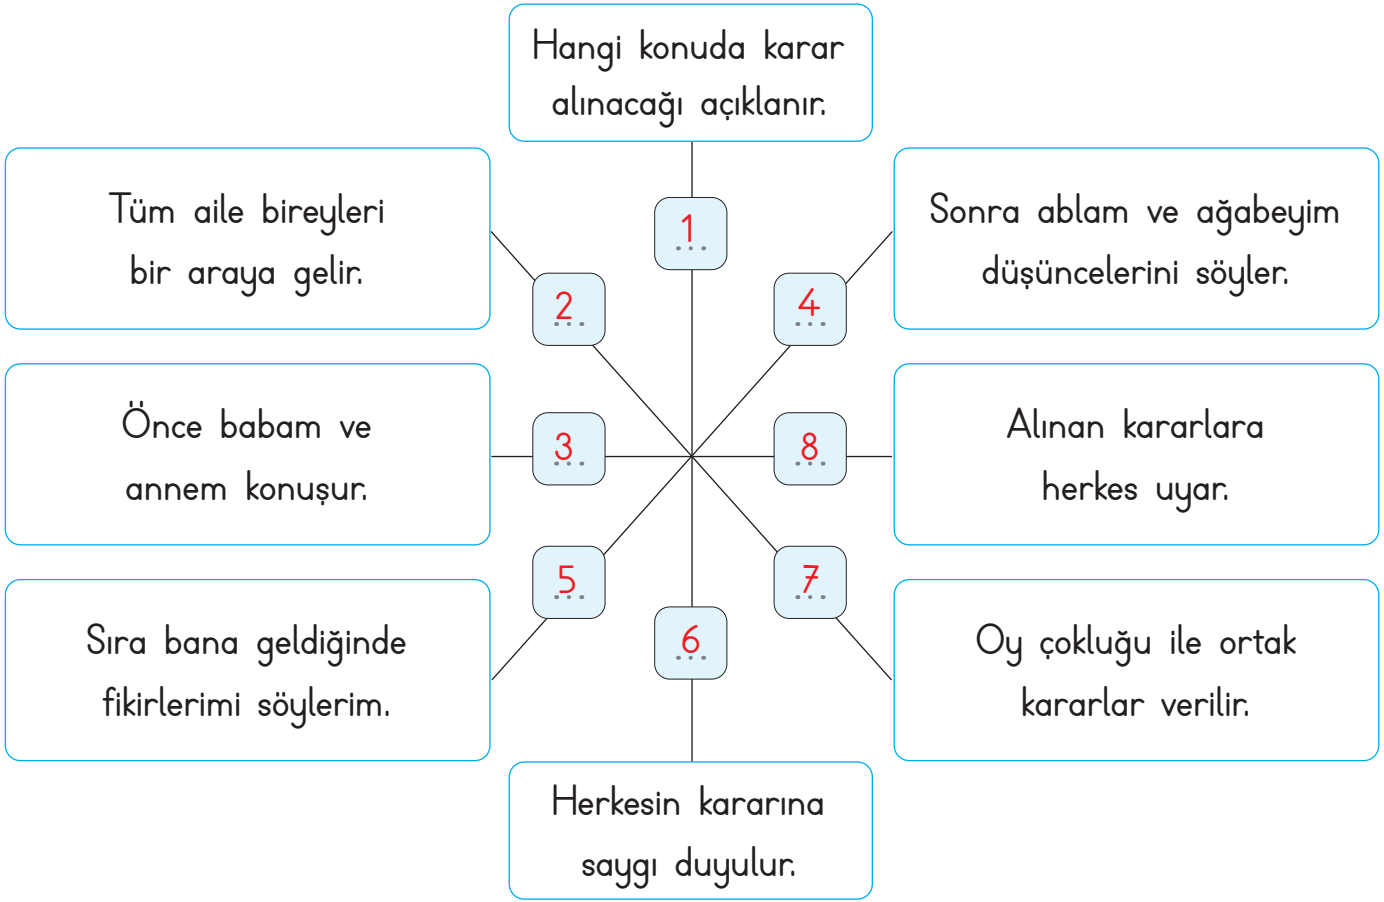 Hangi konuda karar
alınacağı açıklanır.
1
...
Tüm aile bireyleri
bir araya gelir.
2
...
Sonra ablam ve ağabeyim
düşüncelerini söyler.
4
...
Önce babam ve
annem konuşur.
3
...
Alınan kararlara
herkes uyar.
8
...
Sıra bana geldiğinde
fikirlerimi söylerim.
5
...
Oy çokluğu ile ortak
kararlar verilir.
7
...
6
...
Herkesin kararına
saygı duyulur.